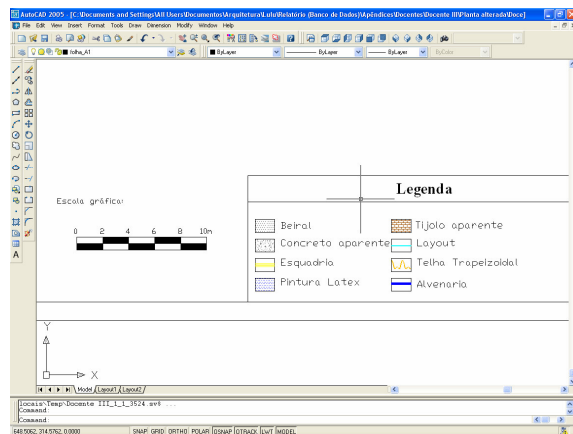 AutoCAD 2005 - [C:\Documents and Settings\All Users\Documentos\Arquitetura\Lulu\Relatório (Banco de Dados)\Apêndices\Docentes\Docente III\Planta alterada\Doce]
File Edit View Insert Format Tools Draw Dimension Modify Window Help
folha_A1 ByLayer ByLayer ByLayer ByColor
Legenda
Escala gráfica:
0 2 4 6 8 10m
Beiral Tijolo aparente
Concreto aparente Layout
Esquadria Telha Trapeizoidal
Pintura Latex Alvenaria
Y
X
A
Model Layout1 Layout2
locais\Temp\Docente III_1_1_3524.sv$ ...
Command:
Command:
648.5062, 314.5762, 0.0000 SNAP GRID ORTHO POLAR OSNAP OTRACK LWT MODEL